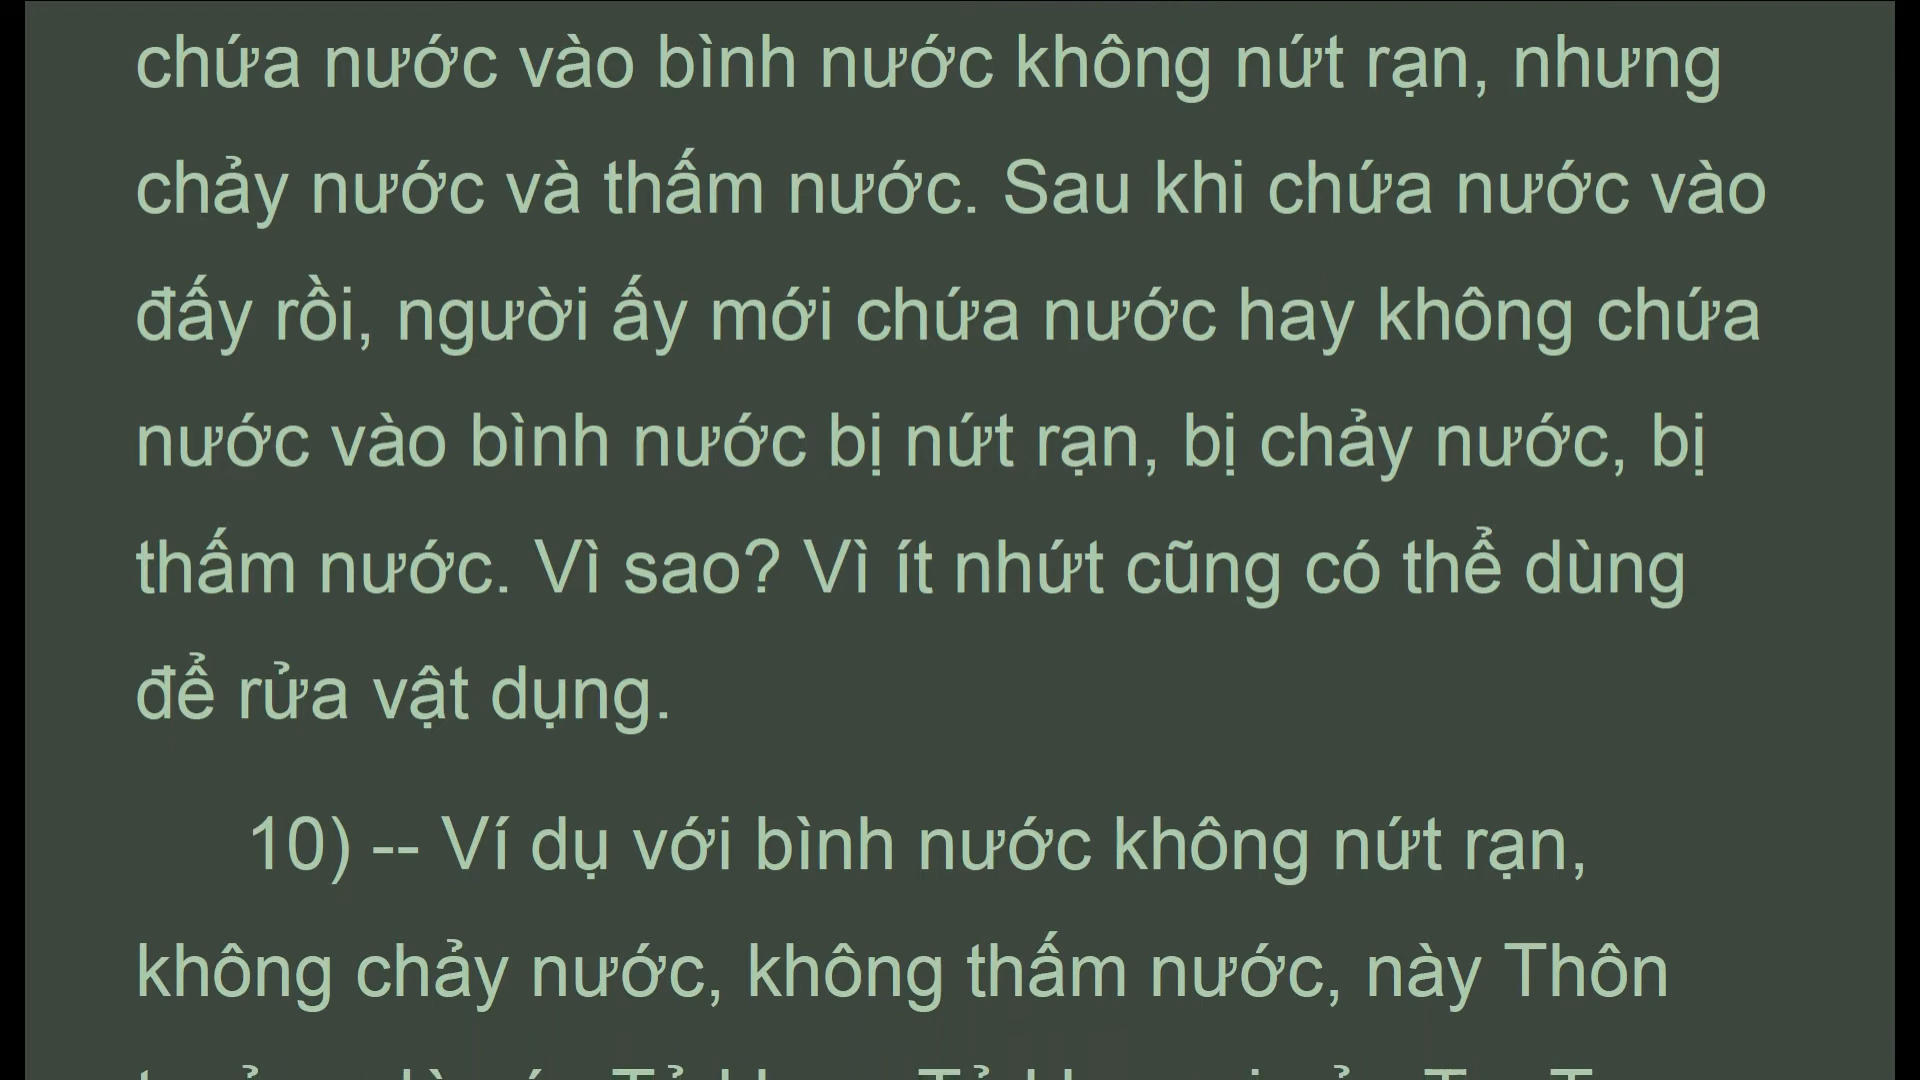 chứa nước vào bình nước không nứt rạn, nhưng
chảy nước và thấm nước. Sau khi chứa nước vào
đấy rồi, người ấy mới chứa nước hay không chứa
nước vào bình nước bị nứt rạn, bị chảy nước, bị
thấm nước. Vì sao? Vì ít nhứt cũng có thể dùng
để rửa vật dụng.
10) -- Ví dụ với bình nước không nứt rạn,
không chảy nước, không thấm nước, này Thôn